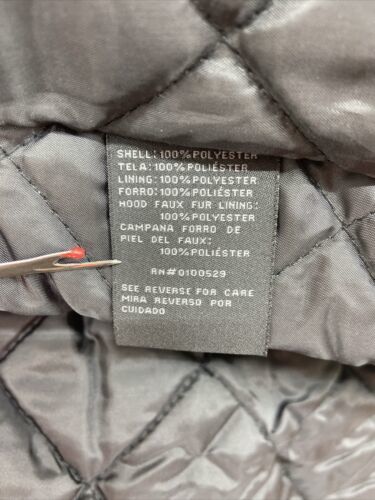 SHELL: 100% POLYESTER
TELA: 100% POLIÉSTER
LINING: 100% POLYESTER
FORRO: 100% POLIÉSTER
HOOD FAUX FUR LINING:
100% POLYESTER
CAMPANA FORRO DE
PIEL DEL FAUX:
100% POLIÉSTER
RN#0100529
SEE REVERSE FOR CARE
MIRA REVERSO POR
CUIDADO